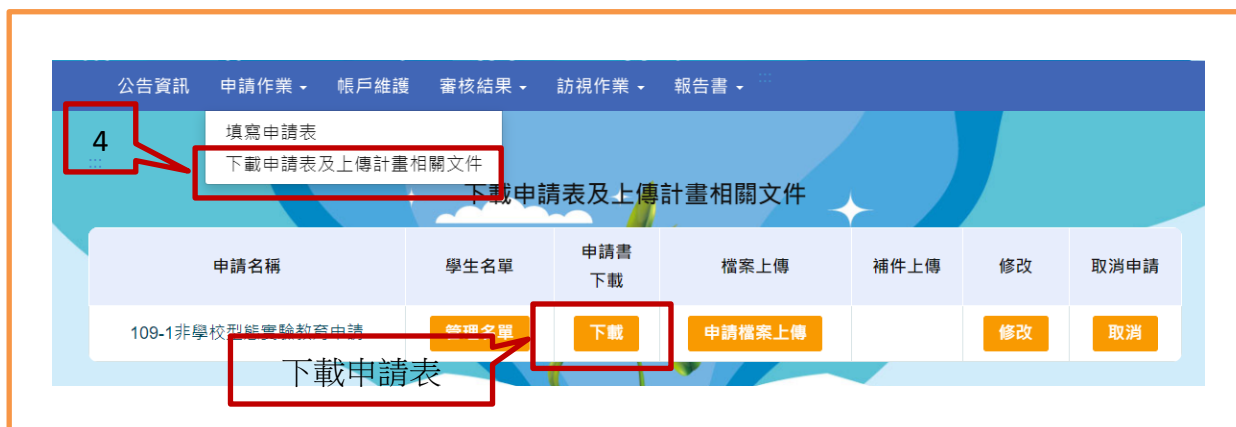 公告資訊 申請作業 帳戶維護 審核結果 訪視作業 報告書
4
填寫申請表
下載申請表及上傳計畫相關文件
下載申請表及上傳計畫相關文件
申請名稱 學生名單 申請書 檔案上傳 補件上傳 修改 取消申請
下載
109-1非學校型態實驗教育申請 管理名單 下載 申請檔案上傳 修改 取消
下載申請表